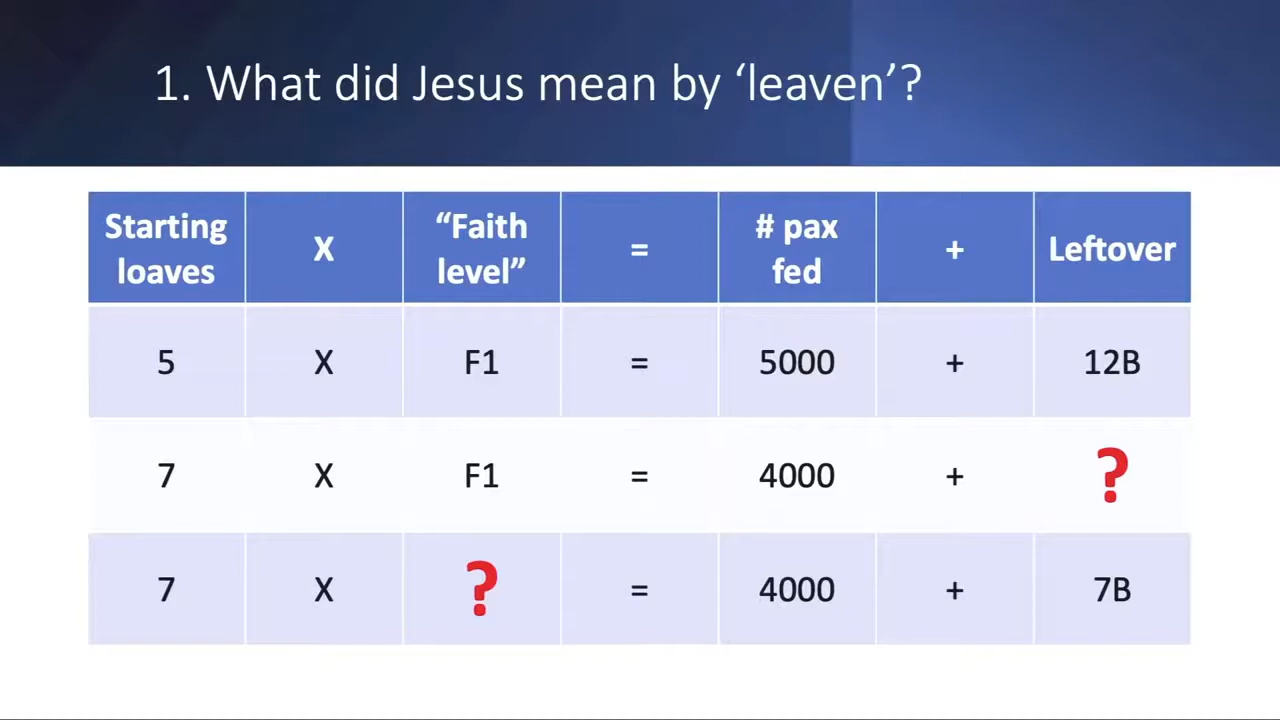 1. What did Jesus mean by ‘leaven’?
Starting loaves X “Faith level” = # pax fed + Leftover
5 X F1 = 5000 + 12B
7 X F1 = 4000 + ?
7 X ? = 4000 + 7B